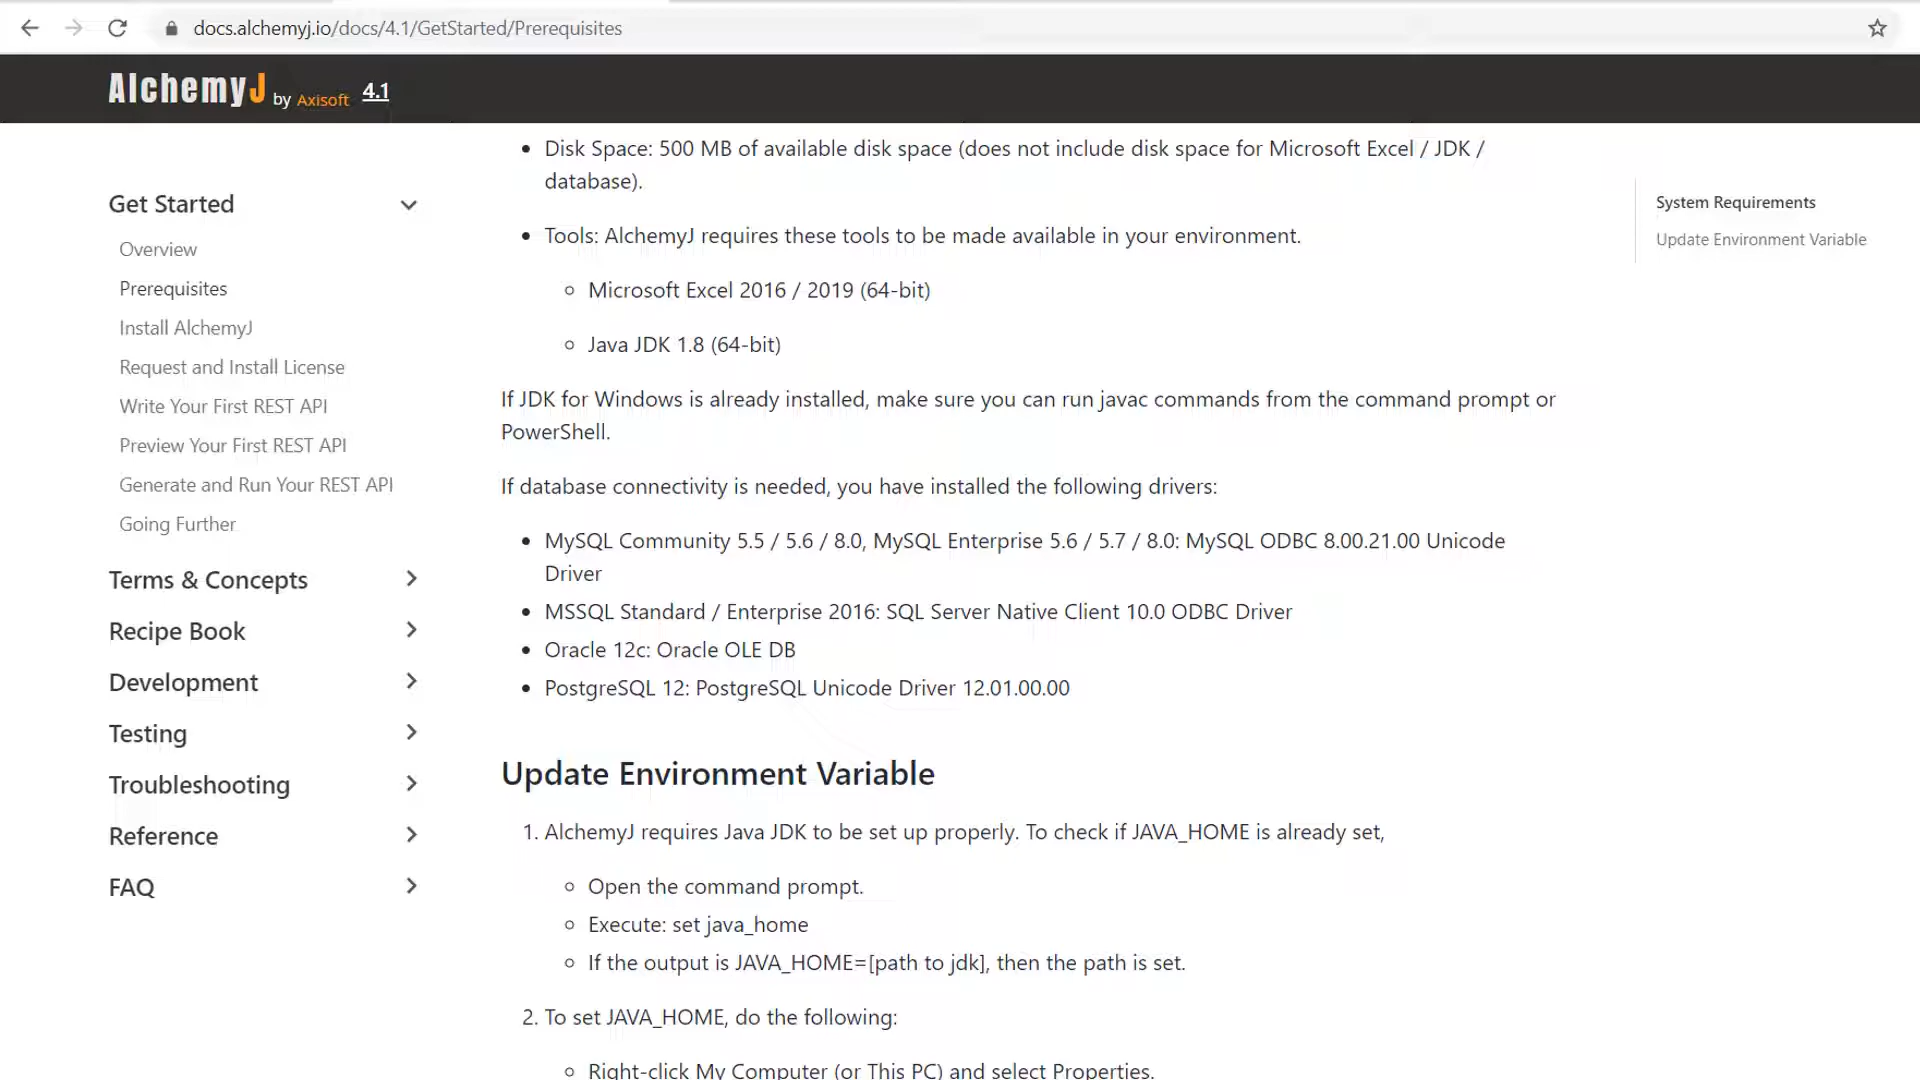 docs.alchemyj.io/docs/4.1/GetStarted/Prerequisites
AlchemyJ by Axisoft 4.1
Disk Space: 500 MB of available disk space (does not include disk space for Microsoft Excel / JDK /
database).
Get Started
System Requirements
Tools: AlchemyJ requires these tools to be made available in your environment.
Update Environment Variable
Overview
Prerequisites
Microsoft Excel 2016 / 2019 (64-bit)
Install AlchemyJ
Java JDK 1.8 (64-bit)
Request and Install License
Write Your First REST API
If JDK for Windows is already installed, make sure you can run javac commands from the command prompt or
PowerShell.
Preview Your First REST API
Generate and Run Your REST API
If database connectivity is needed, you have installed the following drivers:
Going Further
MySQL Community 5.5 / 5.6 / 8.0, MySQL Enterprise 5.6 / 5.7 / 8.0: MySQL ODBC 8.00.21.00 Unicode
Driver
Terms & Concepts
MSSQL Standard / Enterprise 2016: SQL Server Native Client 10.0 ODBC Driver
Recipe Book
Oracle 12c: Oracle OLE DB
Development
PostgreSQL 12: PostgreSQL Unicode Driver 12.01.00.00
Testing
Troubleshooting
Update Environment Variable
Reference
1. AlchemyJ requires Java JDK to be set up properly. To check if JAVA_HOME is already set,
FAQ
Open the command prompt.
Execute: set java_home
If the output is JAVA_HOME=[path to jdk], then the path is set.
2. To set JAVA_HOME, do the following:
Right-click My Computer (or This PC) and select Properties.